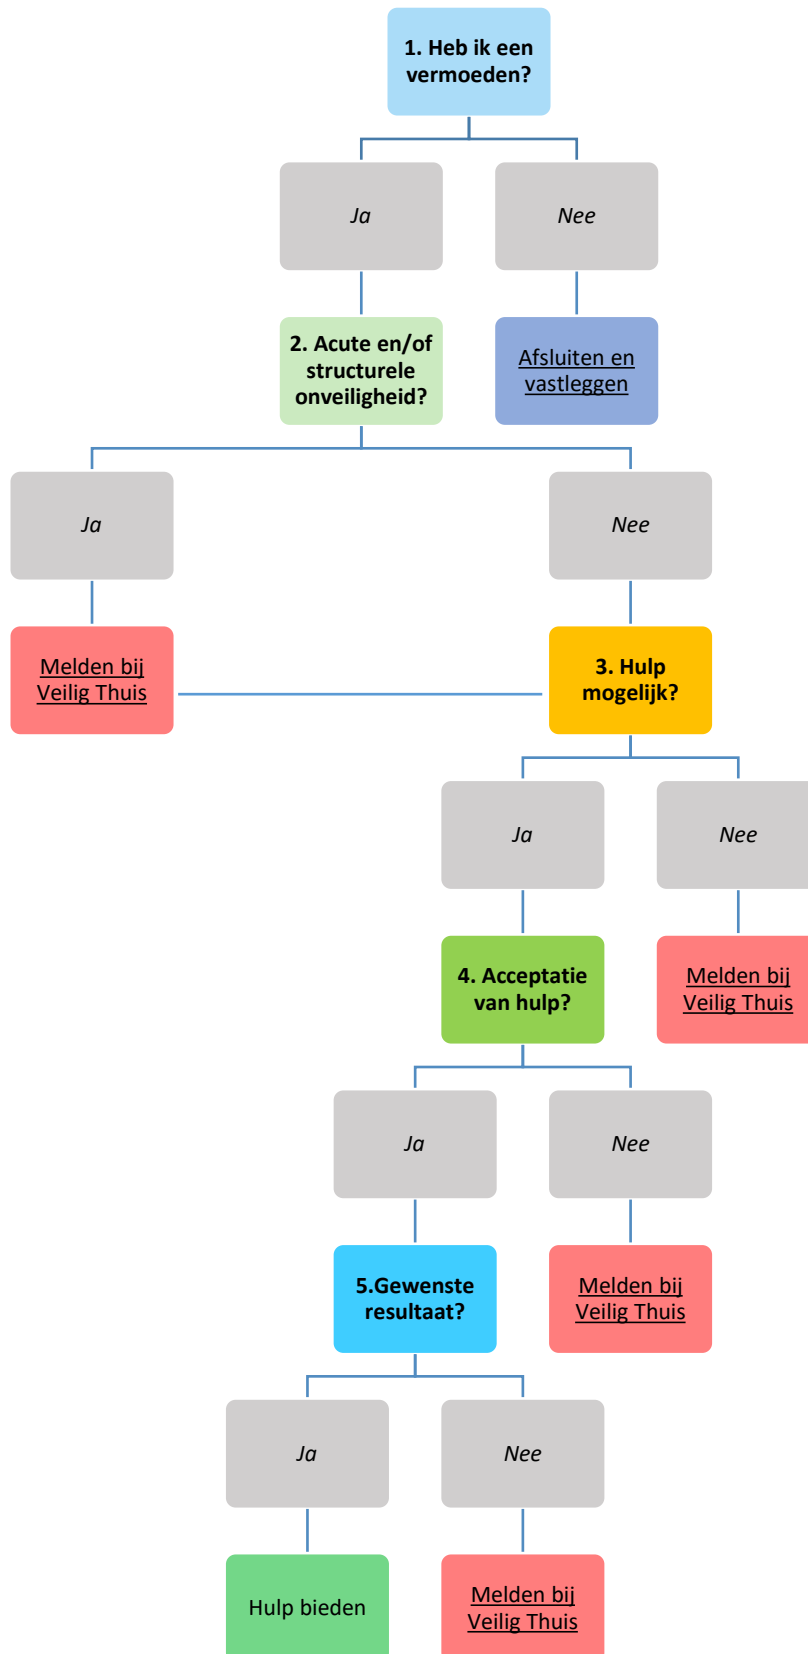 1. Heb ik een
vermoeden?
Ja
Nee
2. Acute en/of
structurele
onveiligheid?
Afsluiten en
vastleggen
Ja
Nee
Melden bij
Veilig Thuis
3. Hulp
mogelijk?
Ja
Nee
4. Acceptatie
van hulp?
Melden bij
Veilig Thuis
Ja
Nee
5.Gewenste
resultaat?
Melden bij
Veilig Thuis
Ja
Nee
Hulp bieden
Melden bij
Veilig Thuis